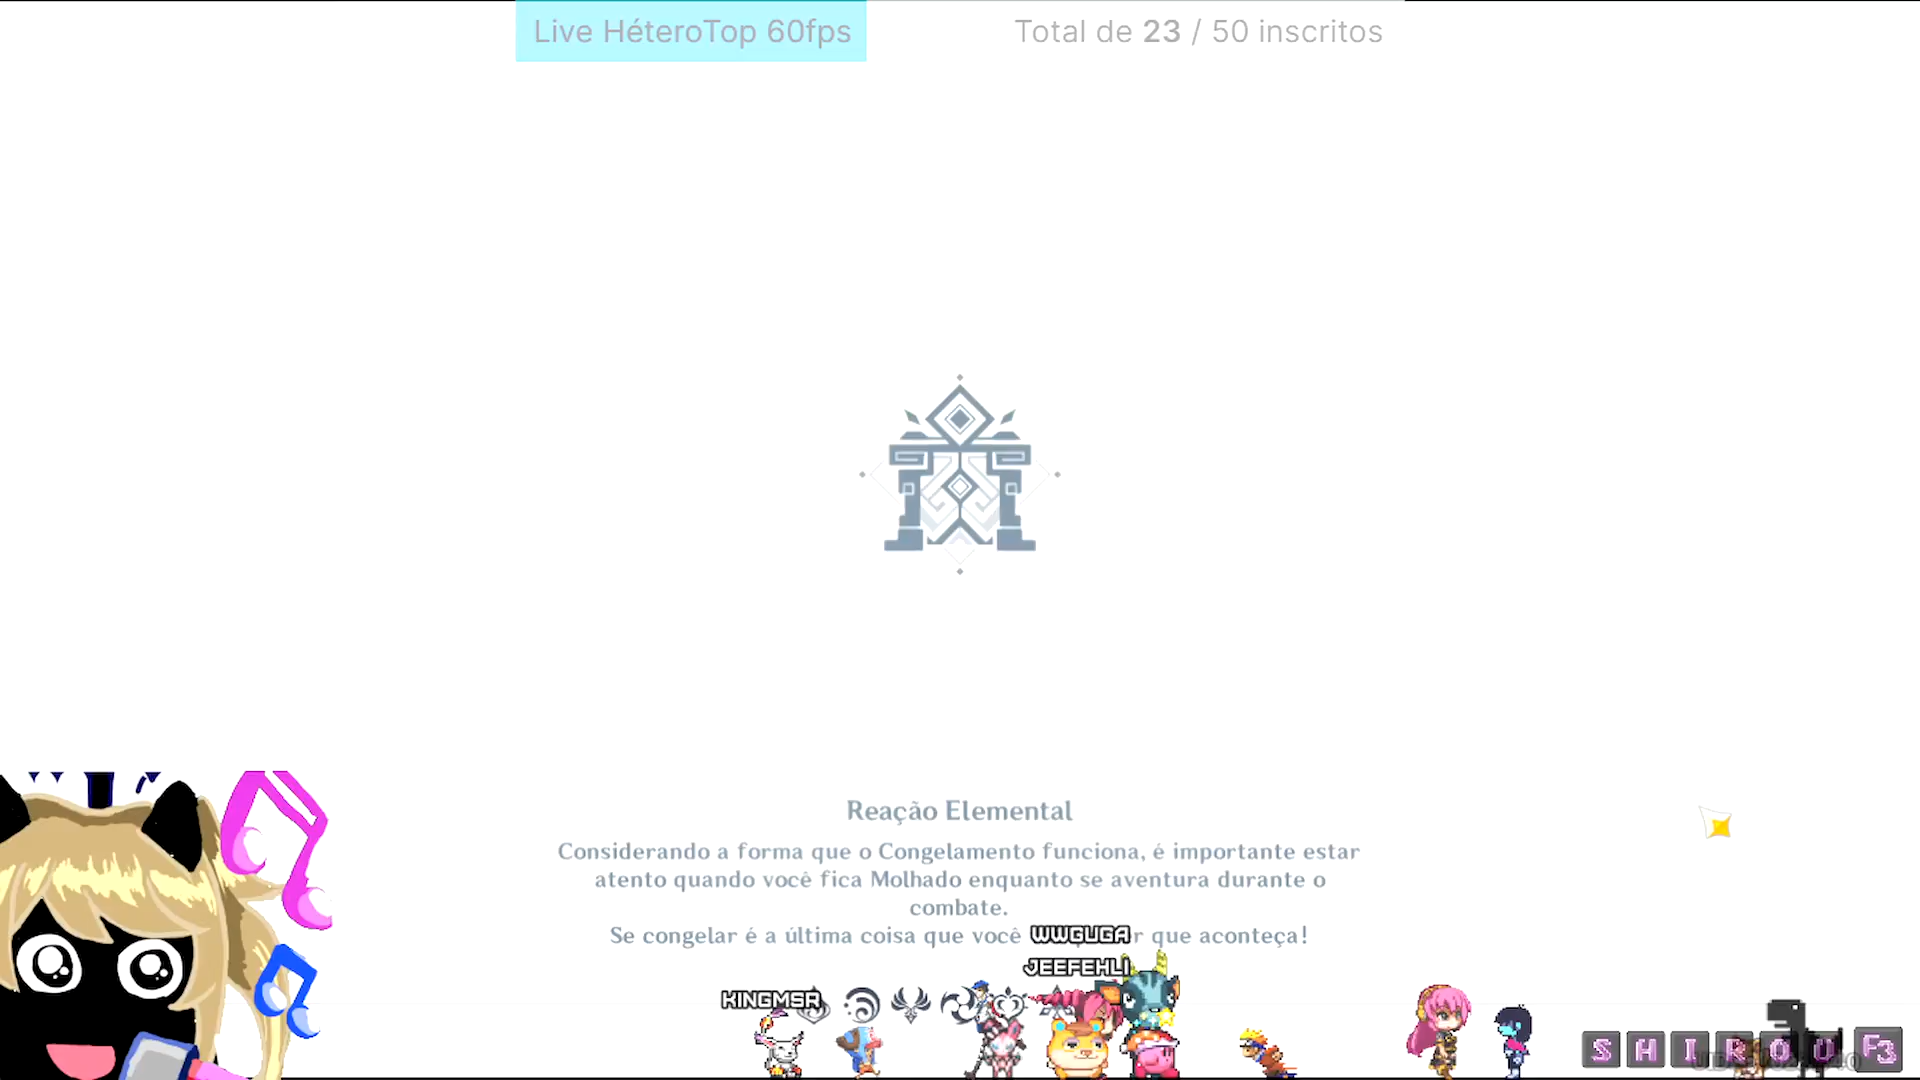 Live HéteroTop 60fps
Total de 23 / 50 inscritos
Reação Elemental
Considerando a forma que o Congelamento funciona, é importante estar
atento quando você fica Molhado enquanto se aventura durante o
combate.
Se congelar é a última coisa que você que aconteça!
WWGUGA
JEEFEHLI
KINGMSR
SHIROU F3